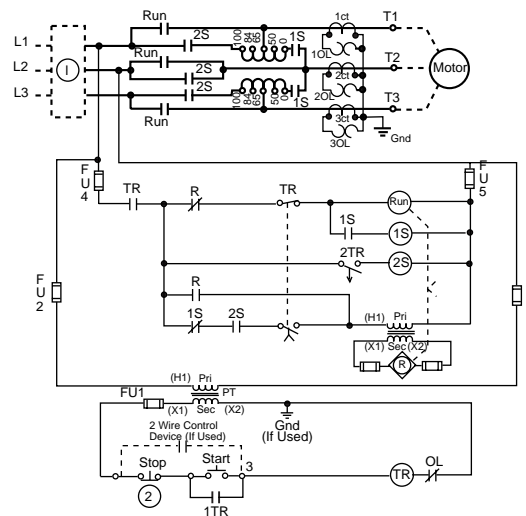 Run
1ct
T1
L1
2S
100
84
65
50
0
1S
1OL
Run
T2
L2
I
2S
2ct
Motor
2S
2OL
L3
100
84
65
50
0
1S
T3
Run
3ct
3OL
Gnd
F
U
4
F
U
5
TR
R
TR
Run
1S
1S
2TR
2S
F
U
2
R
1S
2S
(H1) Pri
(X1) Sec (X2)
R
(H1) Pri
PT
FU1
(X1) Sec (X2)
Gnd
(If Used)
2 Wire Control
Device (If Used)
Stop
Start
3
2
1TR
TR
OL